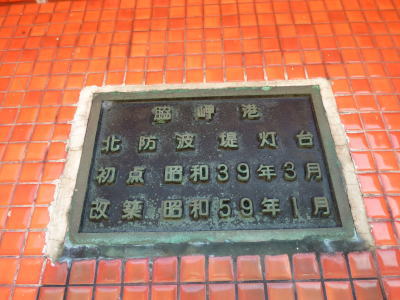 脇岬港
北防波堤灯台
初点 昭和39年3月
改築 昭和59年1月